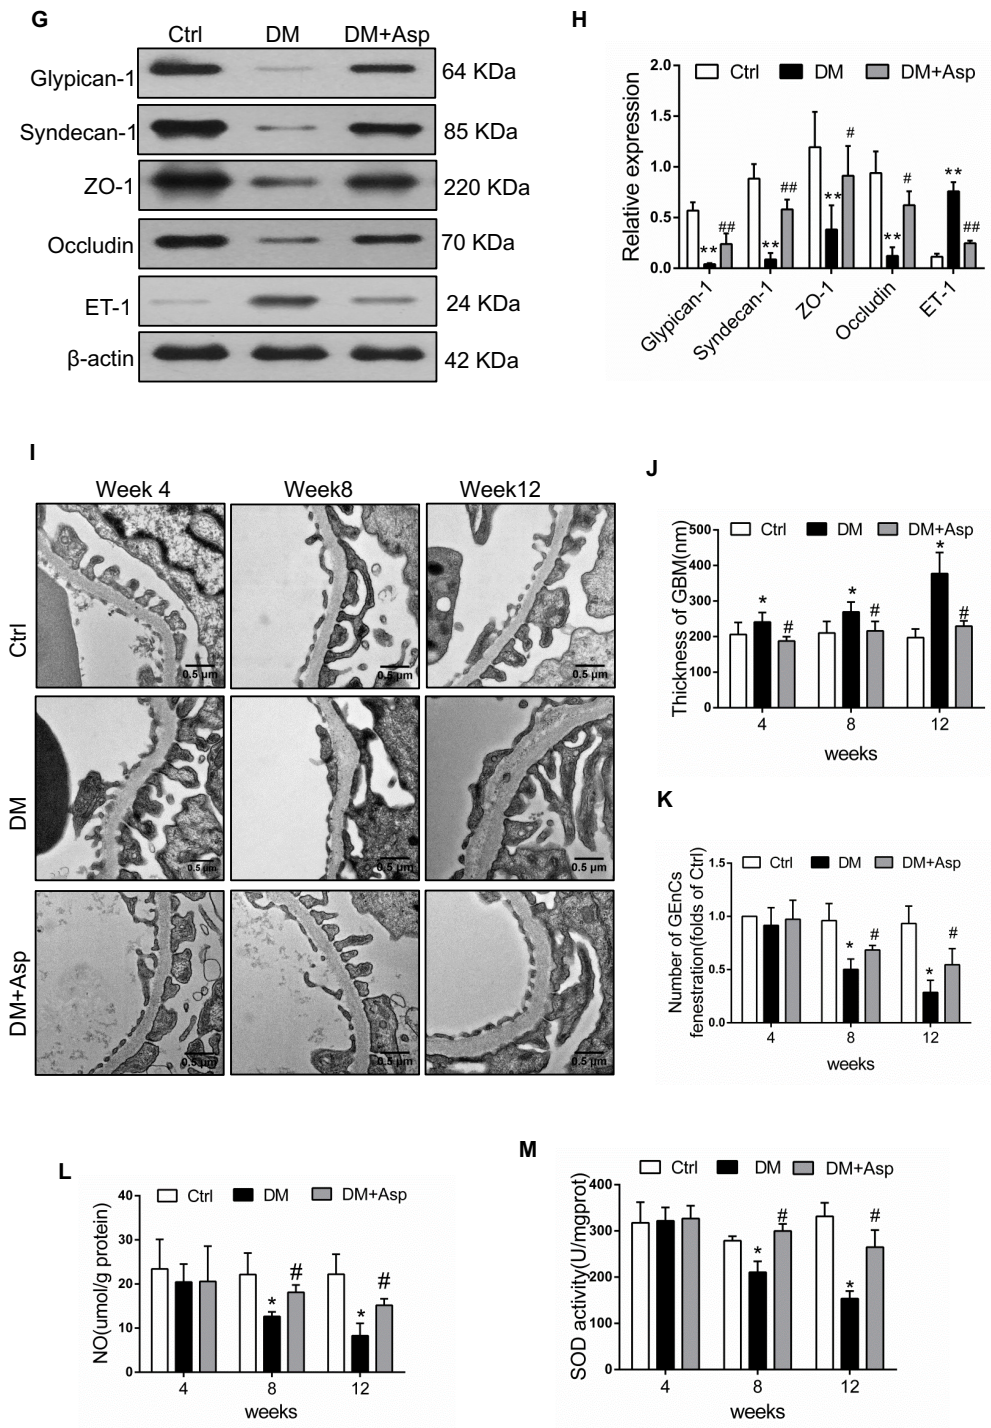 G
Ctrl DM DM+Asp
Glypican-1 64 KDa
Syndecan-1 85 KDa
ZO-1 220 KDa
Occludin 70 KDa
ET-1 24 KDa
β-actin 42 KDa
H
Ctrl DM DM+Asp
Relative expression
2.0
1.5
1.0
0.5
0.0
** ## ** ## ** # ** # ** ##
Glypican-1 Syndecan-1 ZO-1 Occludin ET-1
I
Week 4 Week8 Week12
Ctrl
0.5 µm 0.5 µm 0.5 µm
DM
0.5 µm 0.5 µm 0.5 µm
DM+Asp
0.5 µm 0.5 µm 0.5 µm
J
Ctrl DM DM+Asp
Thickness of GBM(nm)
500
400
300
200
100
0
* # * # * #
4 8 12
weeks
K
Ctrl DM DM+Asp
Number of GEnCs
fenestration(folds of Ctrl)
1.5
1.0
0.5
0.0
* # * #
4 8 12
weeks
L
Ctrl DM DM+Asp
NO(umol/g protein)
40
30
20
10
0
* # * #
4 8 12
weeks
M
Ctrl DM DM+Asp
SOD activity(U/mgprot)
400
300
200
100
0
* # * #
4 8 12
weeks